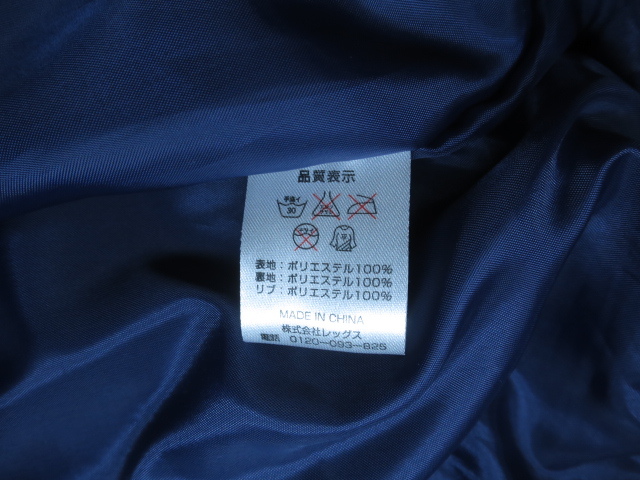 品質表示
手洗イ
30
表地:ポリエステル100%
裏地:ポリエステル100%
リブ:ポリエステル100%
MADE IN CHINA
株式会社レッグス
電話 0120-093-825